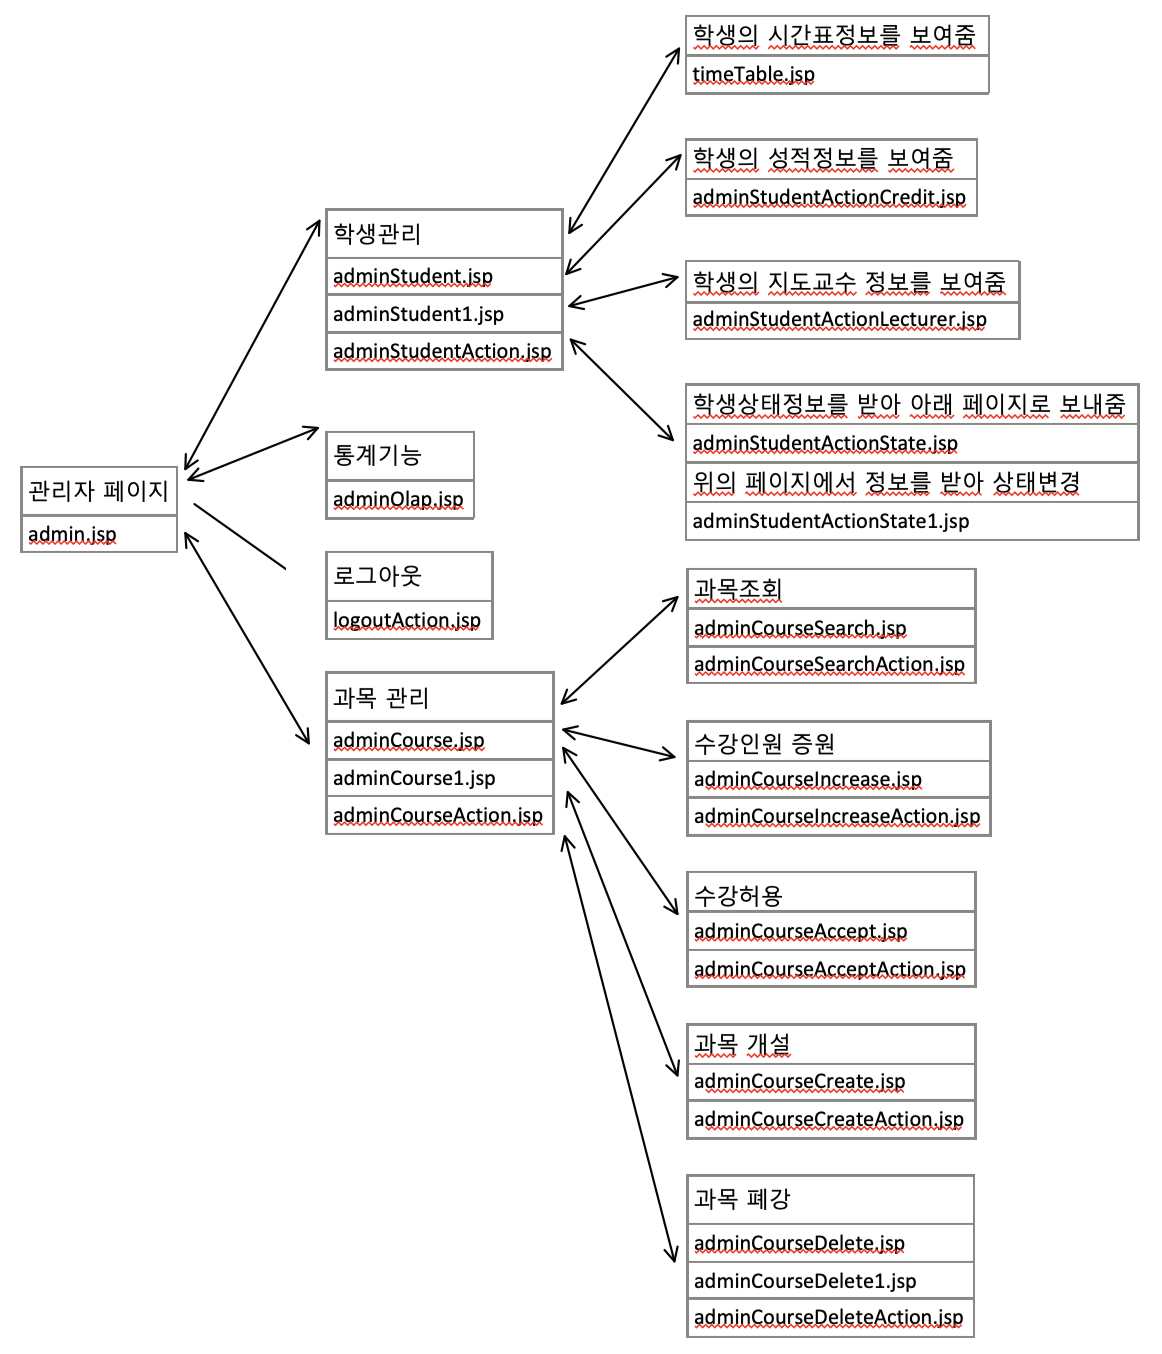 관리자 페이지
admin.jsp
학생관리
adminStudent.jsp
adminStudent1.jsp
adminStudentAction.jsp
통계기능
adminOlap.jsp
로그아웃
logoutAction.jsp
과목 관리
adminCourse.jsp
adminCourse1.jsp
adminCourseAction.jsp
학생의 시간표정보를 보여줌
timeTable.jsp
학생의 성적정보를 보여줌
adminStudentActionCredit.jsp
학생의 지도교수 정보를 보여줌
adminStudentActionLecturer.jsp
학생상태정보를 받아 아래 페이지로 보내줌
adminStudentActionState.jsp
위의 페이지에서 정보를 받아 상태변경
adminStudentActionState1.jsp
과목조회
adminCourseSearch.jsp
adminCourseSearchAction.jsp
수강인원 증원
adminCourseIncrease.jsp
adminCourseIncreaseAction.jsp
수강허용
adminCourseAccept.jsp
adminCourseAcceptAction.jsp
과목 개설
adminCourseCreate.jsp
adminCourseCreateAction.jsp
과목 폐강
adminCourseDelete.jsp
adminCourseDelete1.jsp
adminCourseDeleteAction.jsp